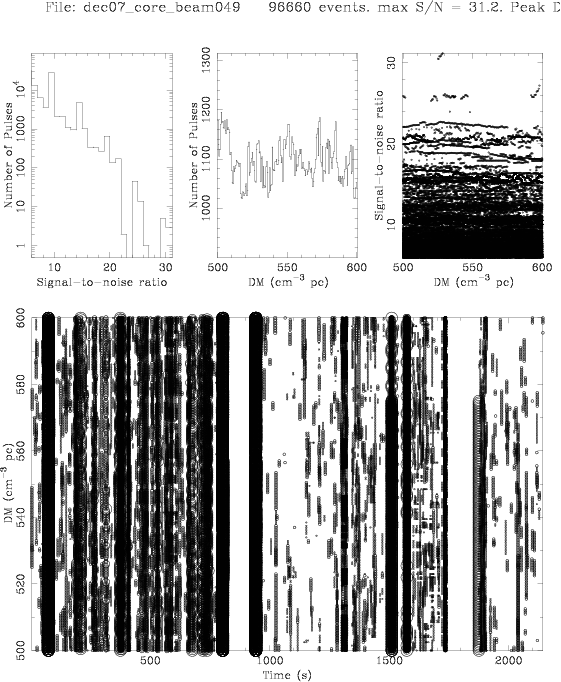 File: dec07_core_beam049 96660 events. max S/N = 31.2. Peak D
Number of Pulses
1 10 100 1000 10⁴
10 20 30
Signal-to-noise ratio
Number of Pulses
1000 1100 1200 1300
500 550 600
DM (cm⁻³ pc)
Signal-to-noise ratio
10 20 30
500 550 600
DM (cm⁻³ pc)
DM (cm⁻³ pc)
500 520 540 560 580 600
500 1000 1500 2000
Time (s)